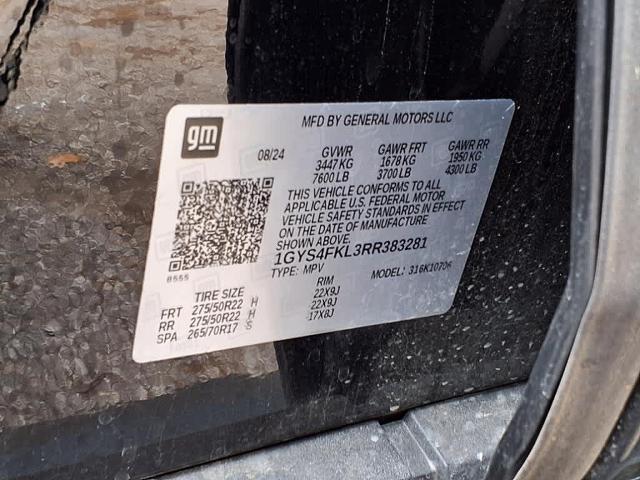 gm
MFD BY GENERAL MOTORS LLC
08/24 GVWR GAWR FRT GAWR RR
3447 KG 1678 KG 1950 KG
7600 LB 3700 LB 4300 LB
THIS VEHICLE CONFORMS TO ALL
APPLICABLE U.S. FEDERAL MOTOR
VEHICLE SAFETY STANDARDS IN EFFECT
ON THE DATE OF MANUFACTURE
SHOWN ABOVE.
1GYS4FKL3RR383281
TYPE: MPV MODEL: 316K10706
8555
TIRE SIZE RIM
FRT 275/50R22 H 22X9J
RR 275/50R22 H 22X9J
SPA 265/70R17 S 17X8J